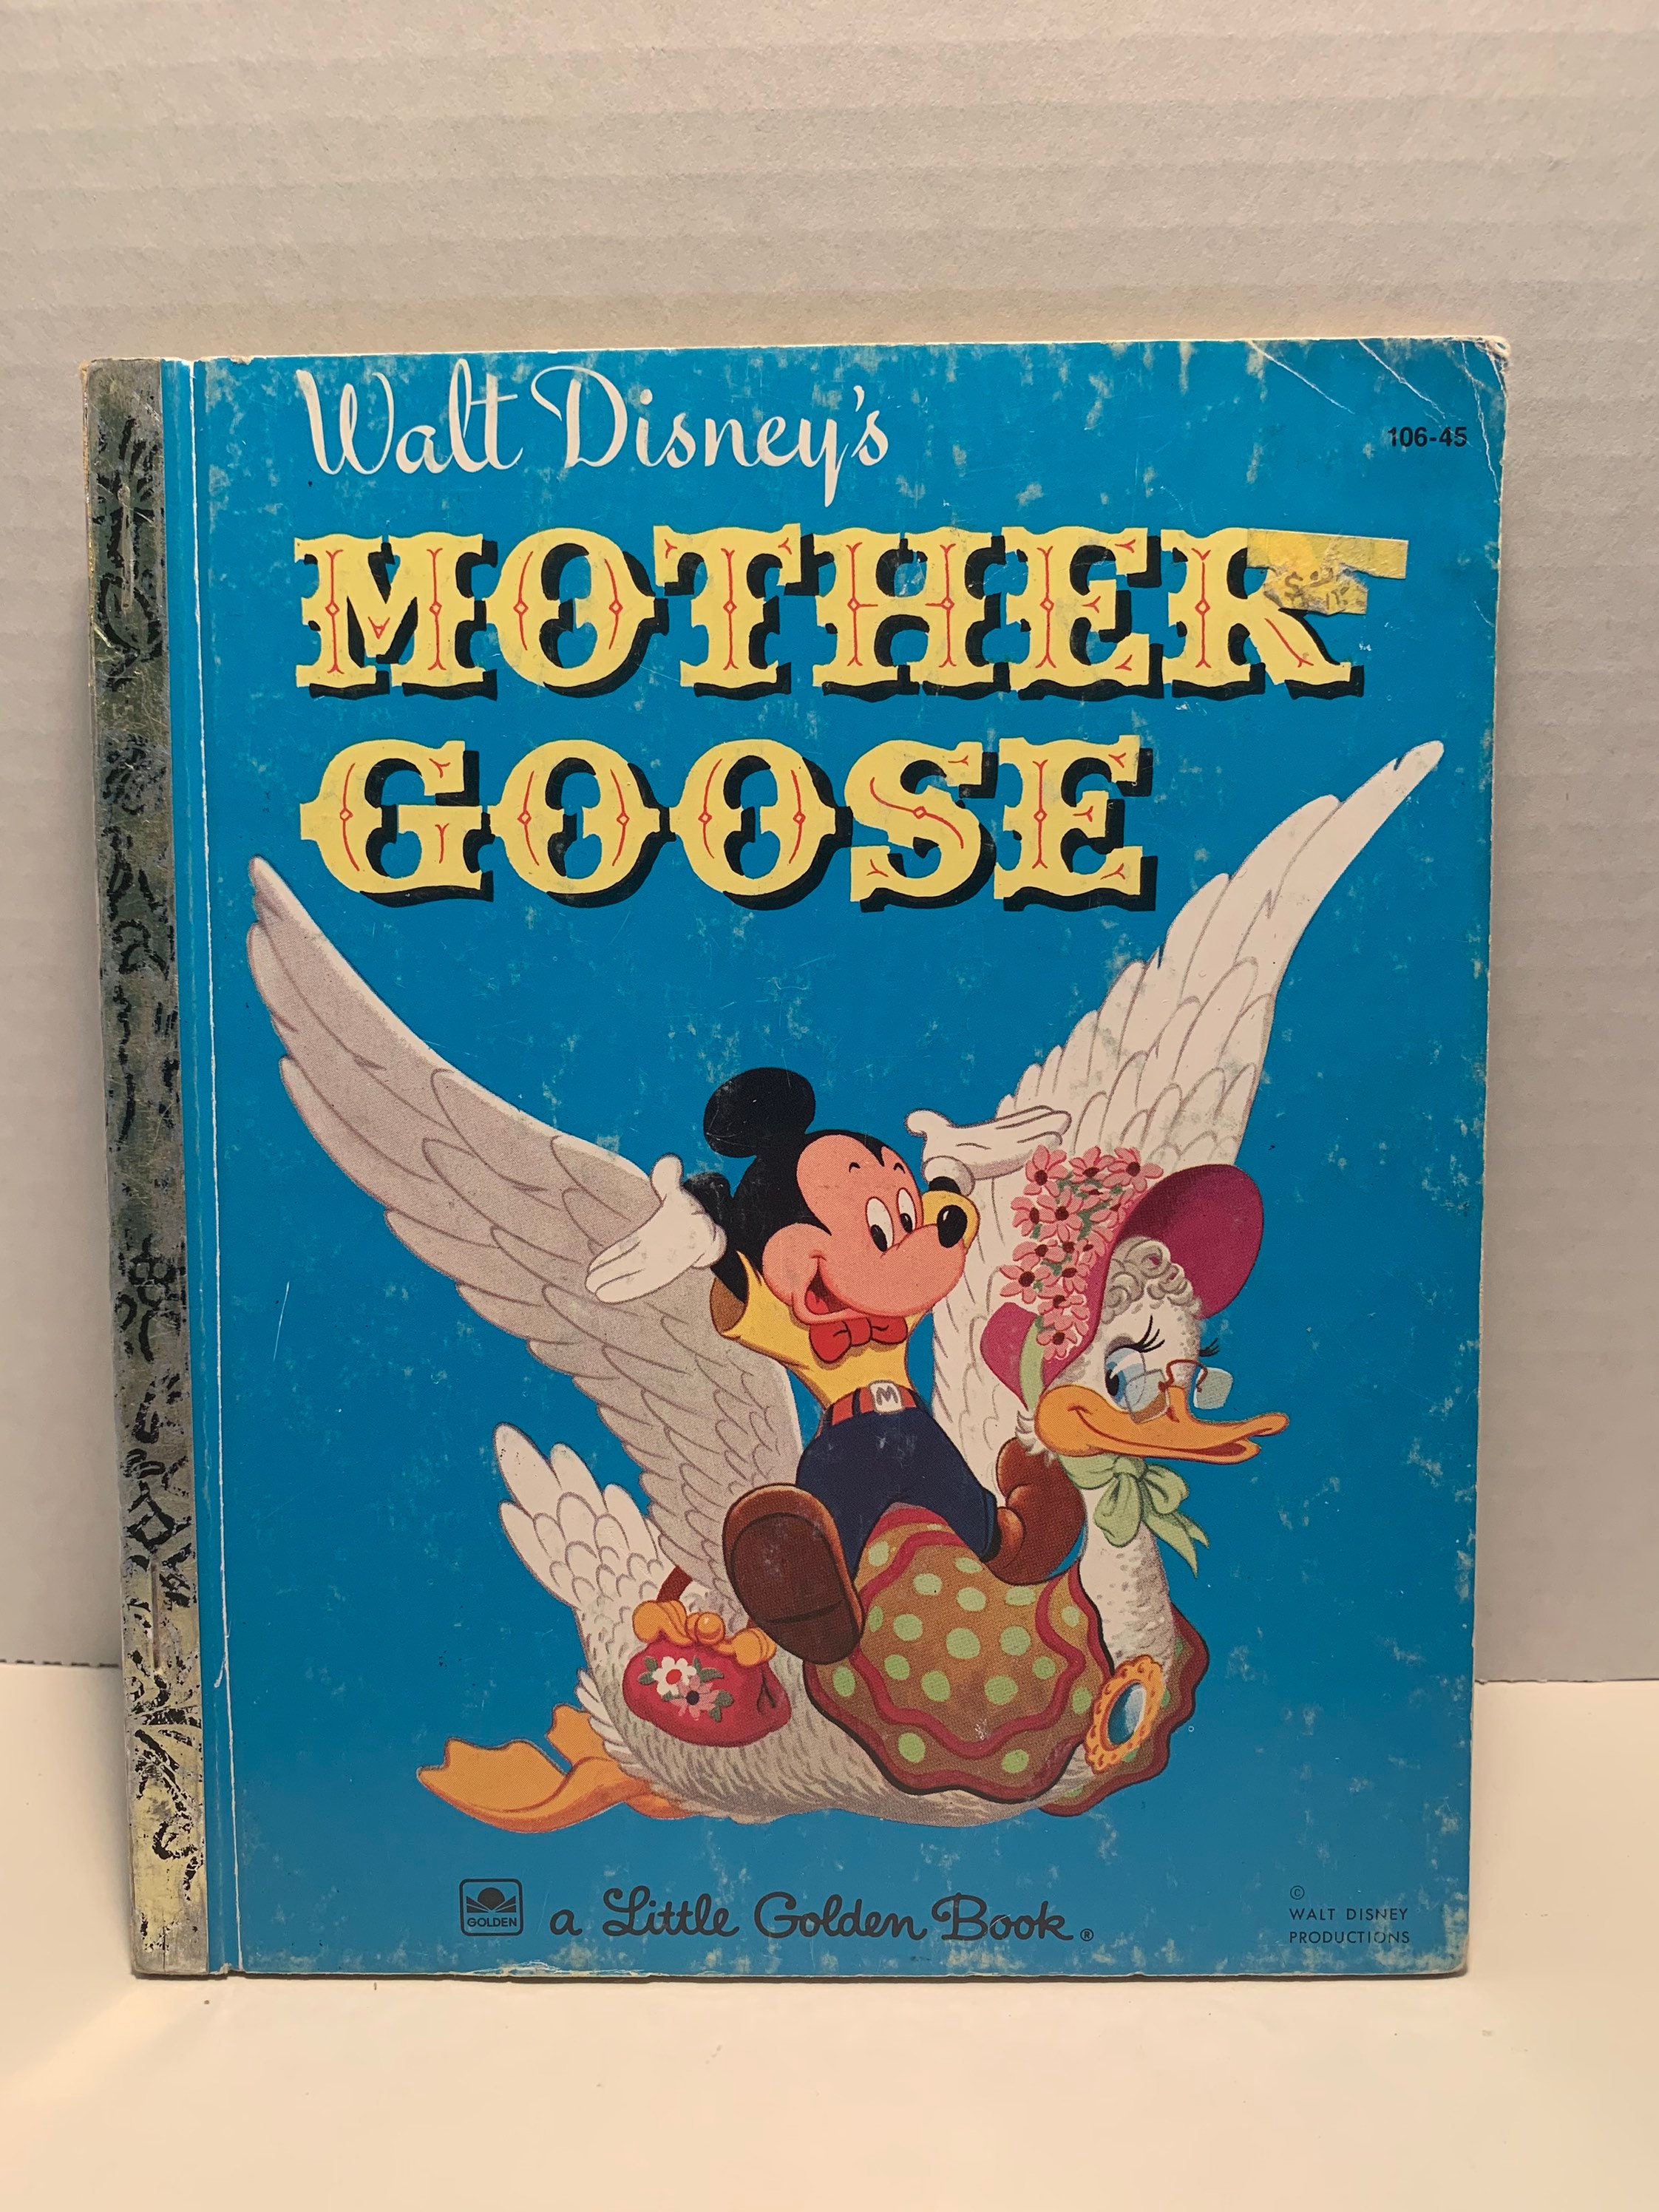 Walt Disney's
106-45
MOTHER
GOOSE
M
GOLDEN
a Little Golden Book®
©
WALT DISNEY
PRODUCTIONS